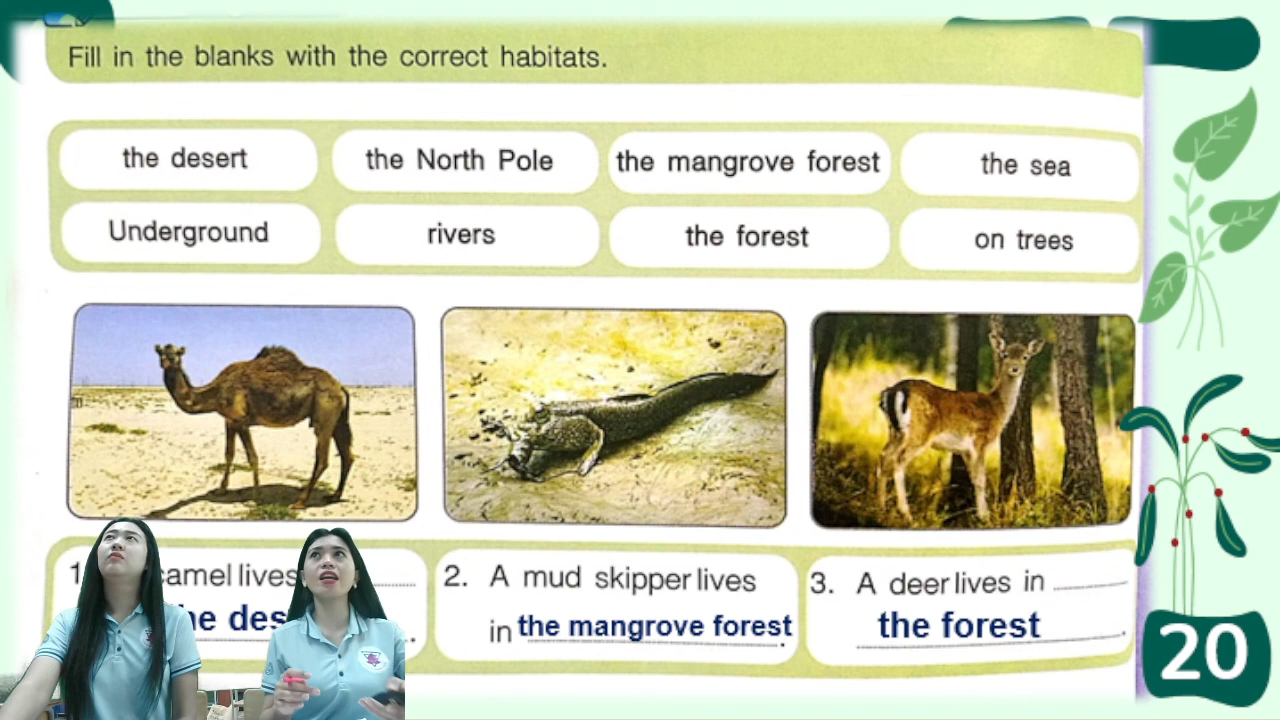 Fill in the blanks with the correct habitats.
the desert
the North Pole
the mangrove forest
the sea
Underground
rivers
the forest
on trees
camel lives
2. A mud skipper lives
in the mangrove forest.
3. A deer lives in
the forest.
20